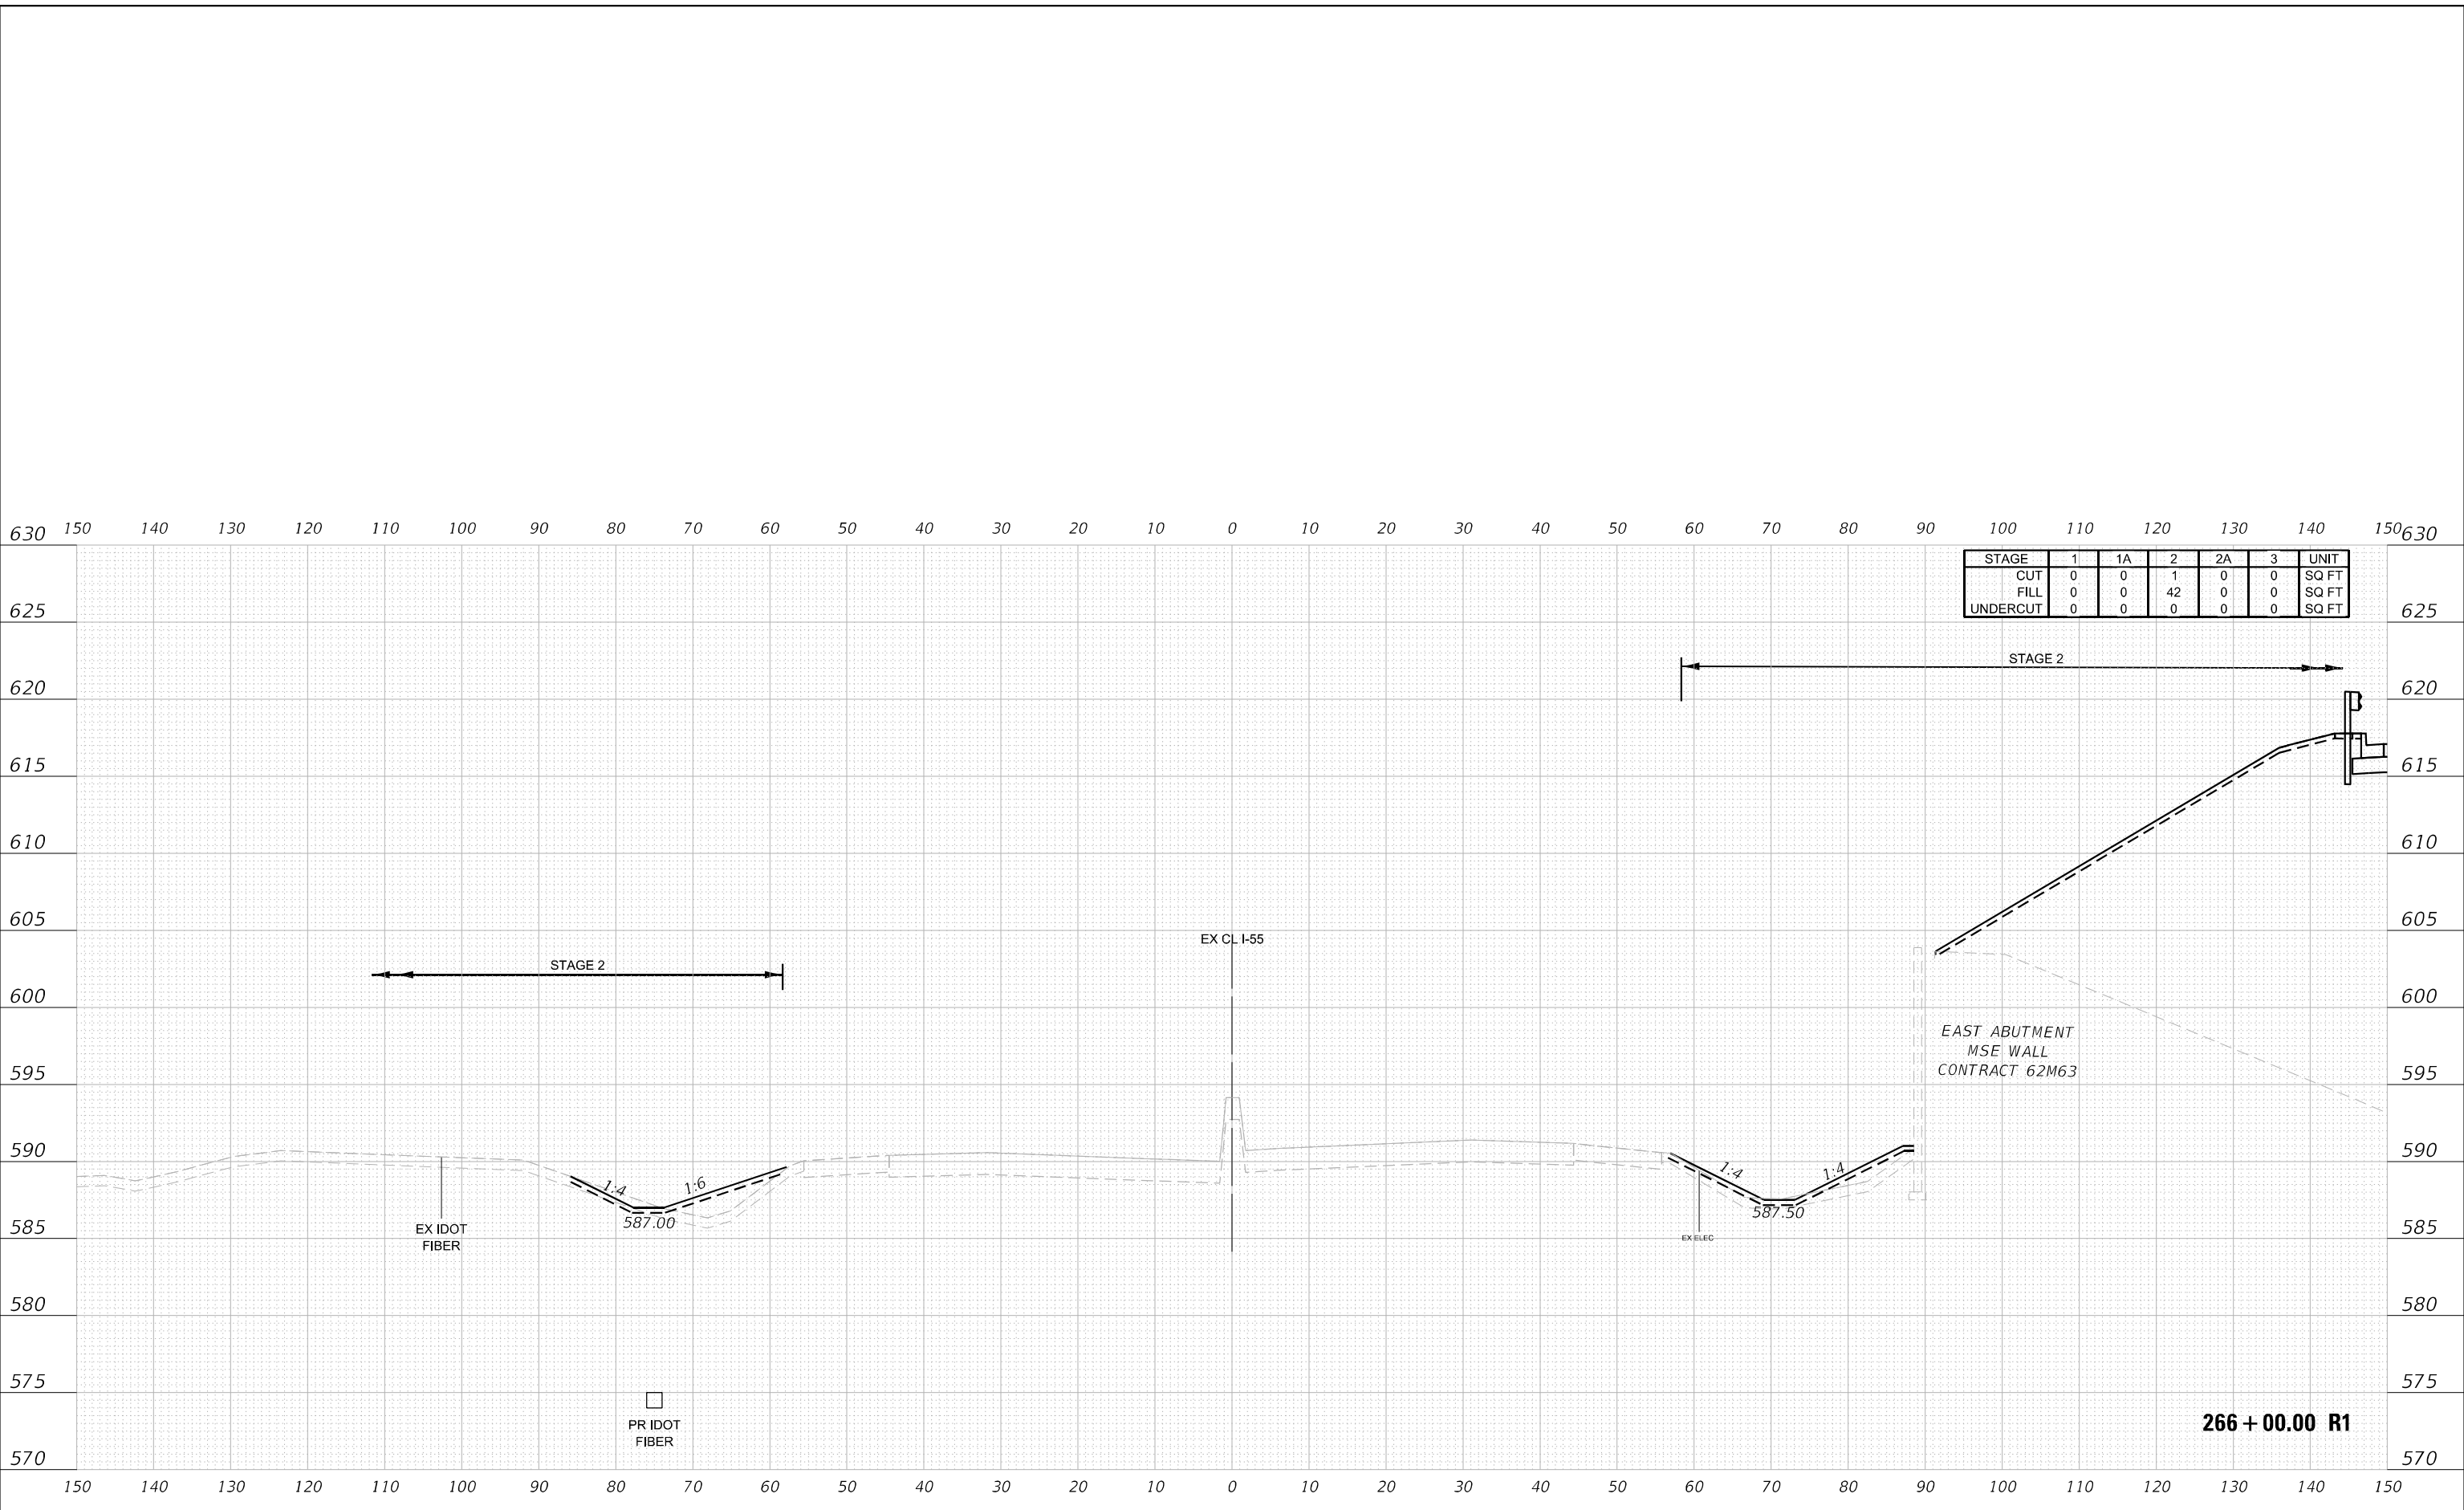 150 140 130 120 110 100 90 80 70 60 50 40 30 20 10 0 10 20 30 40 50 60 70 80 90 100 110 120 130 140 150
630 630
STAGE 1 1A 2 2A 3 UNIT
CUT 0 0 1 0 0 SQ FT
FILL 0 0 42 0 0 SQ FT
UNDERCUT 0 0 0 0 0 SQ FT
625 625
STAGE 2
620 620
615 615
610 610
605 605
EX CL I-55
STAGE 2
600 600
EAST ABUTMENT
MSE WALL
CONTRACT 62M63
595 595
590 590
1:4 1:6 1:4 1:4
587.00 587.50
585 585
EX IDOT
FIBER
EX ELEC
580 580
575 575
PR IDOT
FIBER
266+00.00 R1
570 570
150 140 130 120 110 100 90 80 70 60 50 40 30 20 10 0 10 20 30 40 50 60 70 80 90 100 110 120 130 140 150